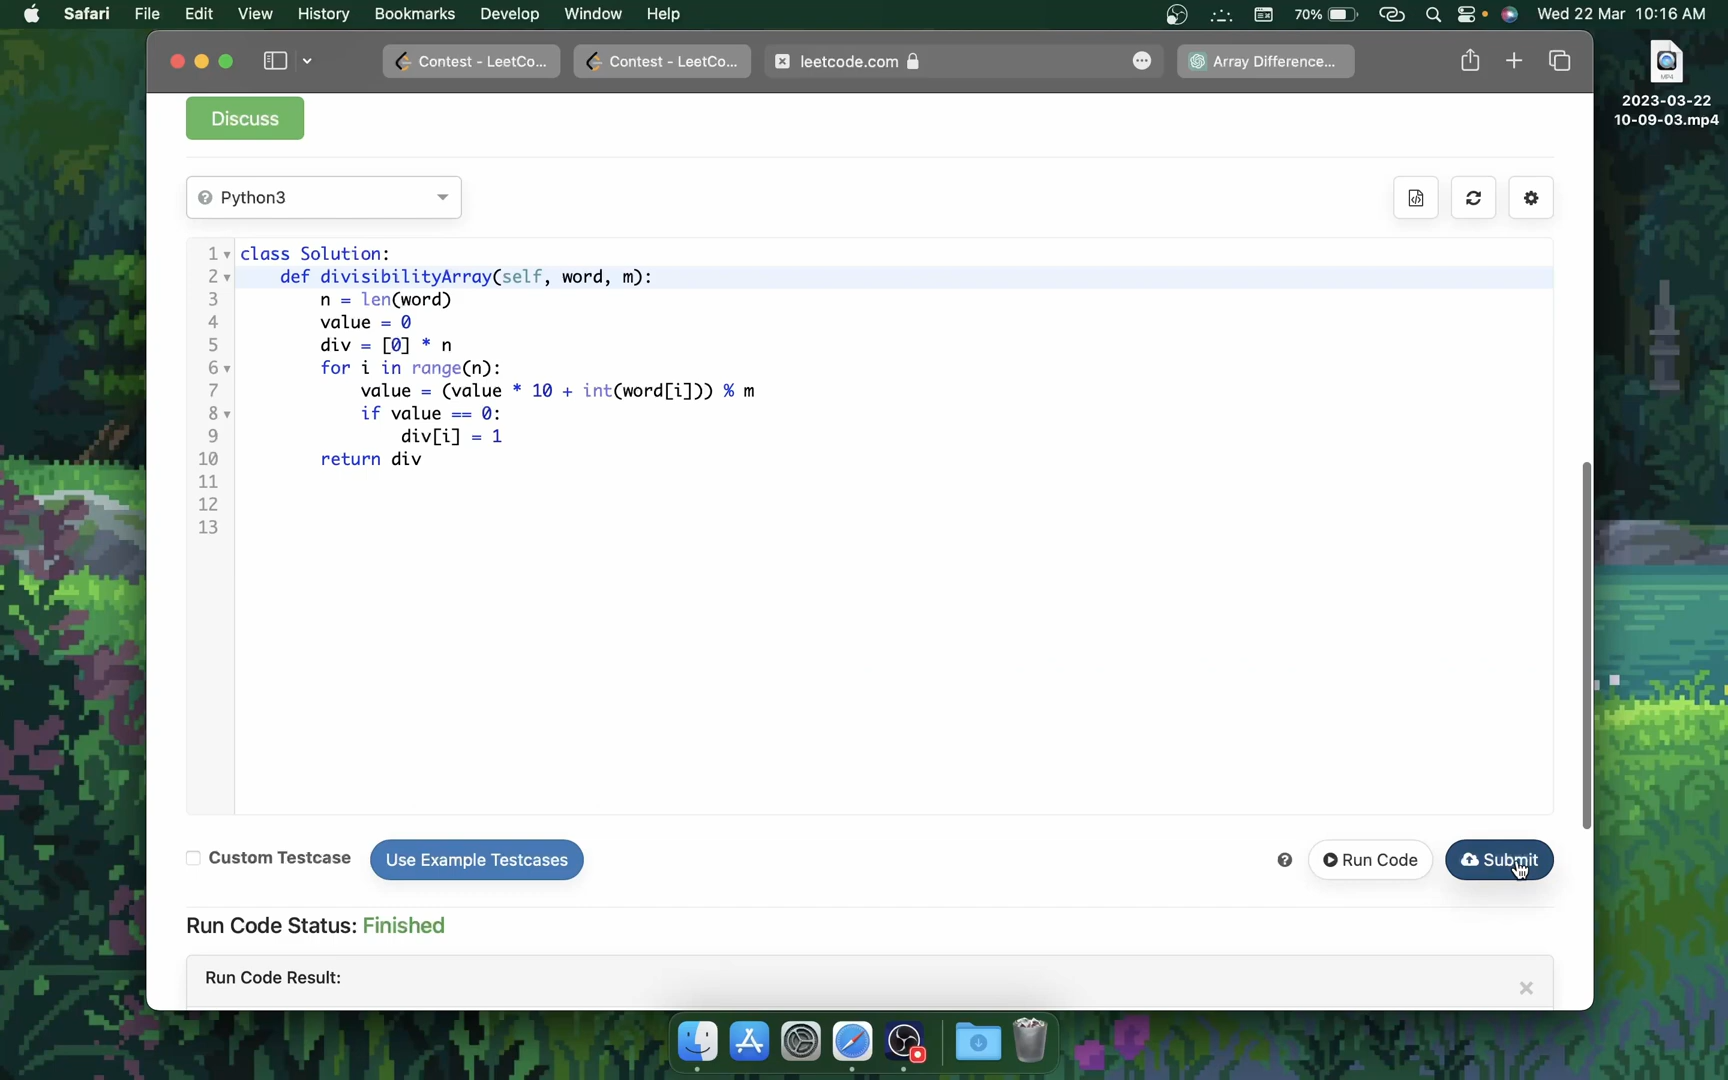 Safari File Edit View History Bookmarks Develop Window Help 70% Wed 22 Mar 10:16 AM
Contest - LeetCo... Contest - LeetCo... leetcode.com Array Difference...
MP4
2023-03-22
10-09-03.mp4
Discuss
Python3
1 class Solution:
2 def divisibilityArray(self, word, m):
3 n = len(word)
4 value = 0
5 div = [0] * n
6 for i in range(n):
7 value = (value * 10 + int(word[i])) % m
8 if value == 0:
9 div[i] = 1
10 return div
11
12
13
Custom Testcase Use Example Testcases ? Run Code Submit
Run Code Status: Finished
Run Code Result: ×